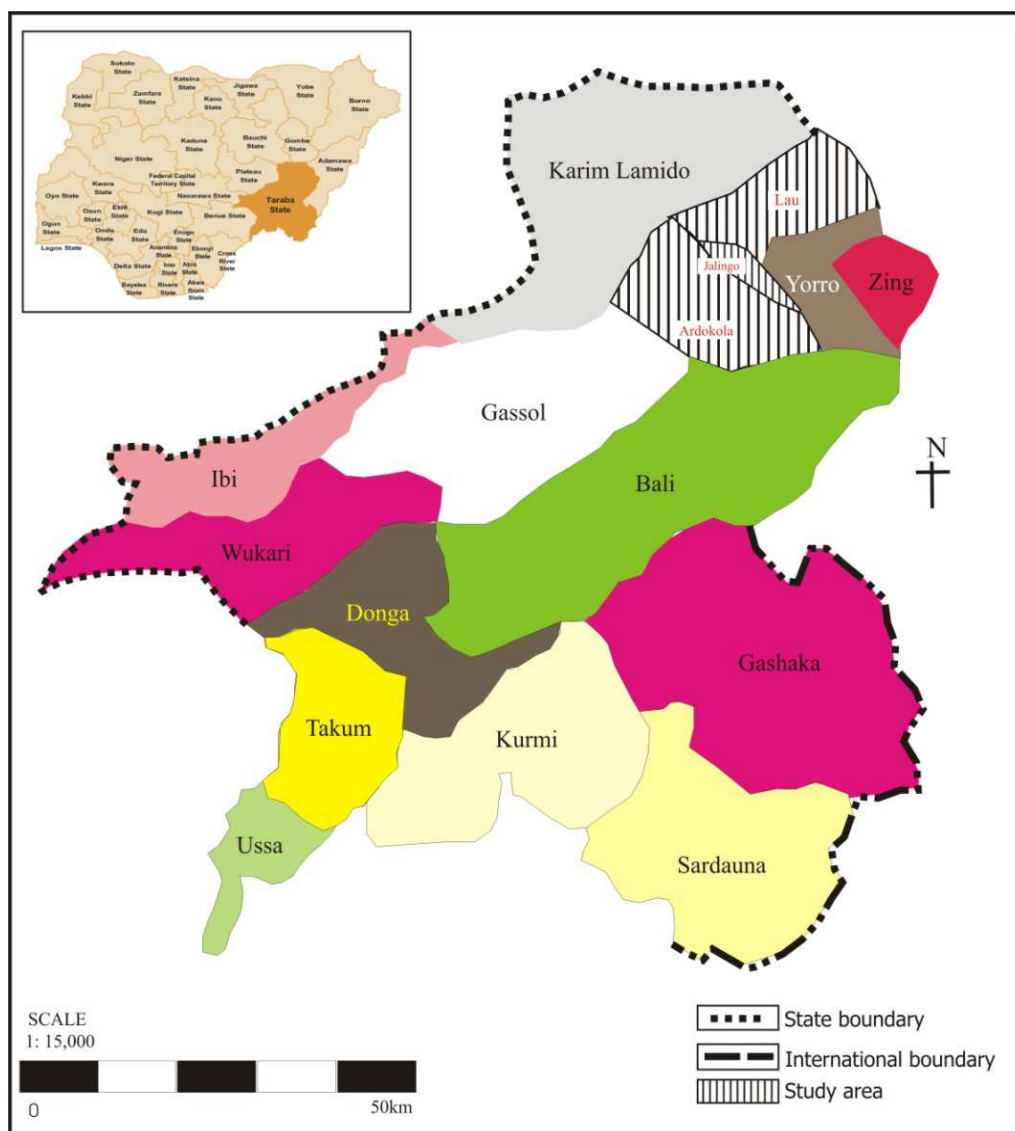 Sokoto
State
Kebbi
State
Zamfara
State
Katsina
State
Kano
State
Jigawa
State
Yobe
State
Borno
State
Kaduna
State
Bauchi
State
Gombe
State
Adamawa
State
Niger State
Plateau
State
Federal Capital
Territory State
Nasarawa State
Taraba
State
Kwara
State
Oyo State
Osun
State
Ekiti
State
Kogi State
Benue State
Ogun
State
Ondo
State
Edo
State
Enugu
State
Lagos State
Anambra
State
Ebonyi
State
Cross
River
State
Delta State
Imo
State
Abia
State
Bayelsa
State
Rivers
State
Akwa
Ibom
State
Karim Lamido
Lau
Jalingo
Yorro
Zing
Ardokola
Gassol
Ibi
Bali
N
Wukari
Donga
Gashaka
Takum
Kurmi
Ussa
Sardauna
SCALE
1: 15,000
0
50km
State boundary
International boundary
Study area